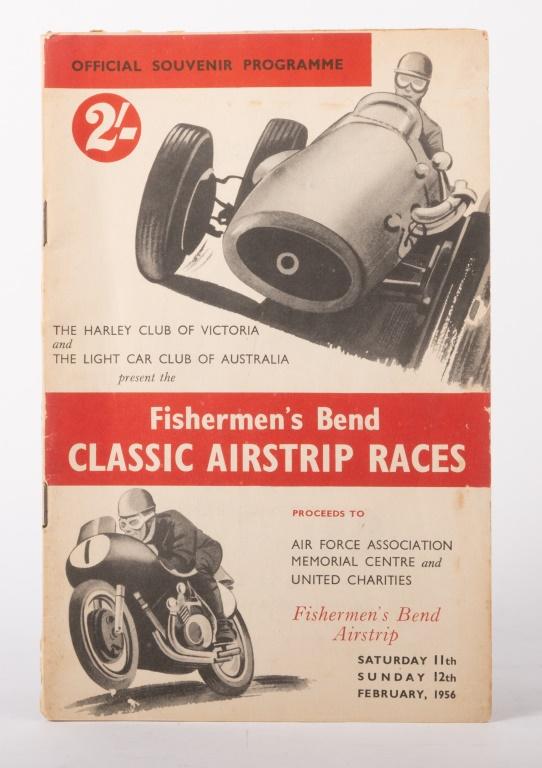 OFFICIAL SOUVENIR PROGRAMME
2/-
THE HARLEY CLUB OF VICTORIA
and
THE LIGHT CAR CLUB OF AUSTRALIA
present the
Fishermen's Bend
CLASSIC AIRSTRIP RACES
1
PROCEEDS TO
AIR FORCE ASSOCIATION
MEMORIAL CENTRE and
UNITED CHARITIES
Fishermen's Bend
Airstrip
SATURDAY 11th
SUNDAY 12th
FEBRUARY, 1956